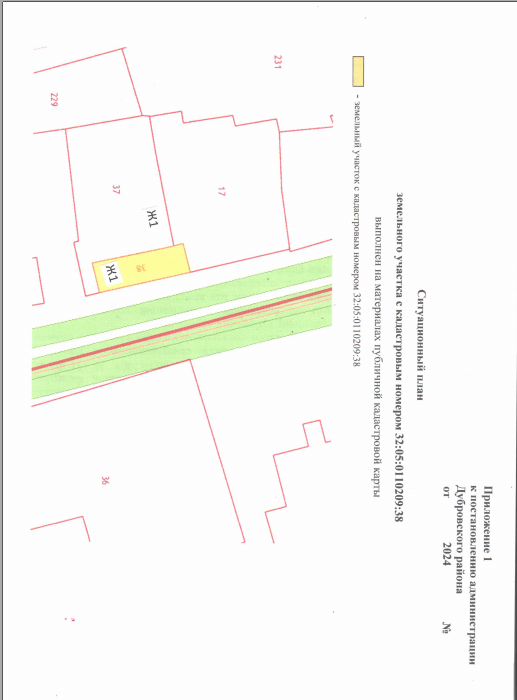 Приложение 1
к постановлению администрации
Дубровского района
от 2024 №
Ситуационный план
земельного участка с кадастровым номером 32:05:0110209:38
выполнен на материалах публичной кадастровой карты
- земельный участок с кадастровым номером 32:05:0110209:38
231
229
17
37
Ж1
38
Ж1
36